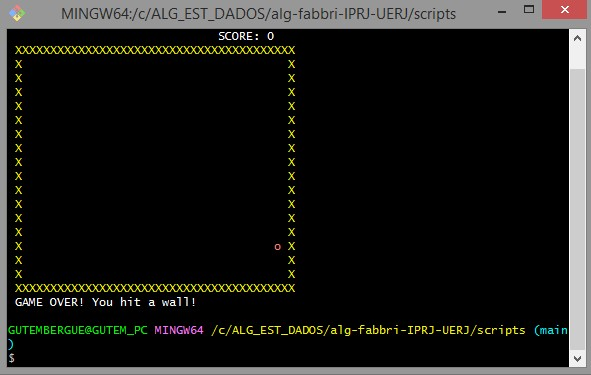 MINGW64:/c/ALG_EST_DADOS/alg-fabbri-IPRJ-UERJ/scripts
SCORE: 0
XXXXXXXXXXXXXXXXXXXXXXXXXXXXXXXXXXXXXXXX
X X
X X
X X
X X
X X
X X
X X
X X
X X
X X
X X
X X
X X
X o X
X X
X X
XXXXXXXXXXXXXXXXXXXXXXXXXXXXXXXXXXXXXXXX
GAME OVER! You hit a wall!
GUTEMBERGUE@GUTEM_PC MINGW64 /c/ALG_EST_DADOS/alg-fabbri-IPRJ-UERJ/scripts (main
)
$